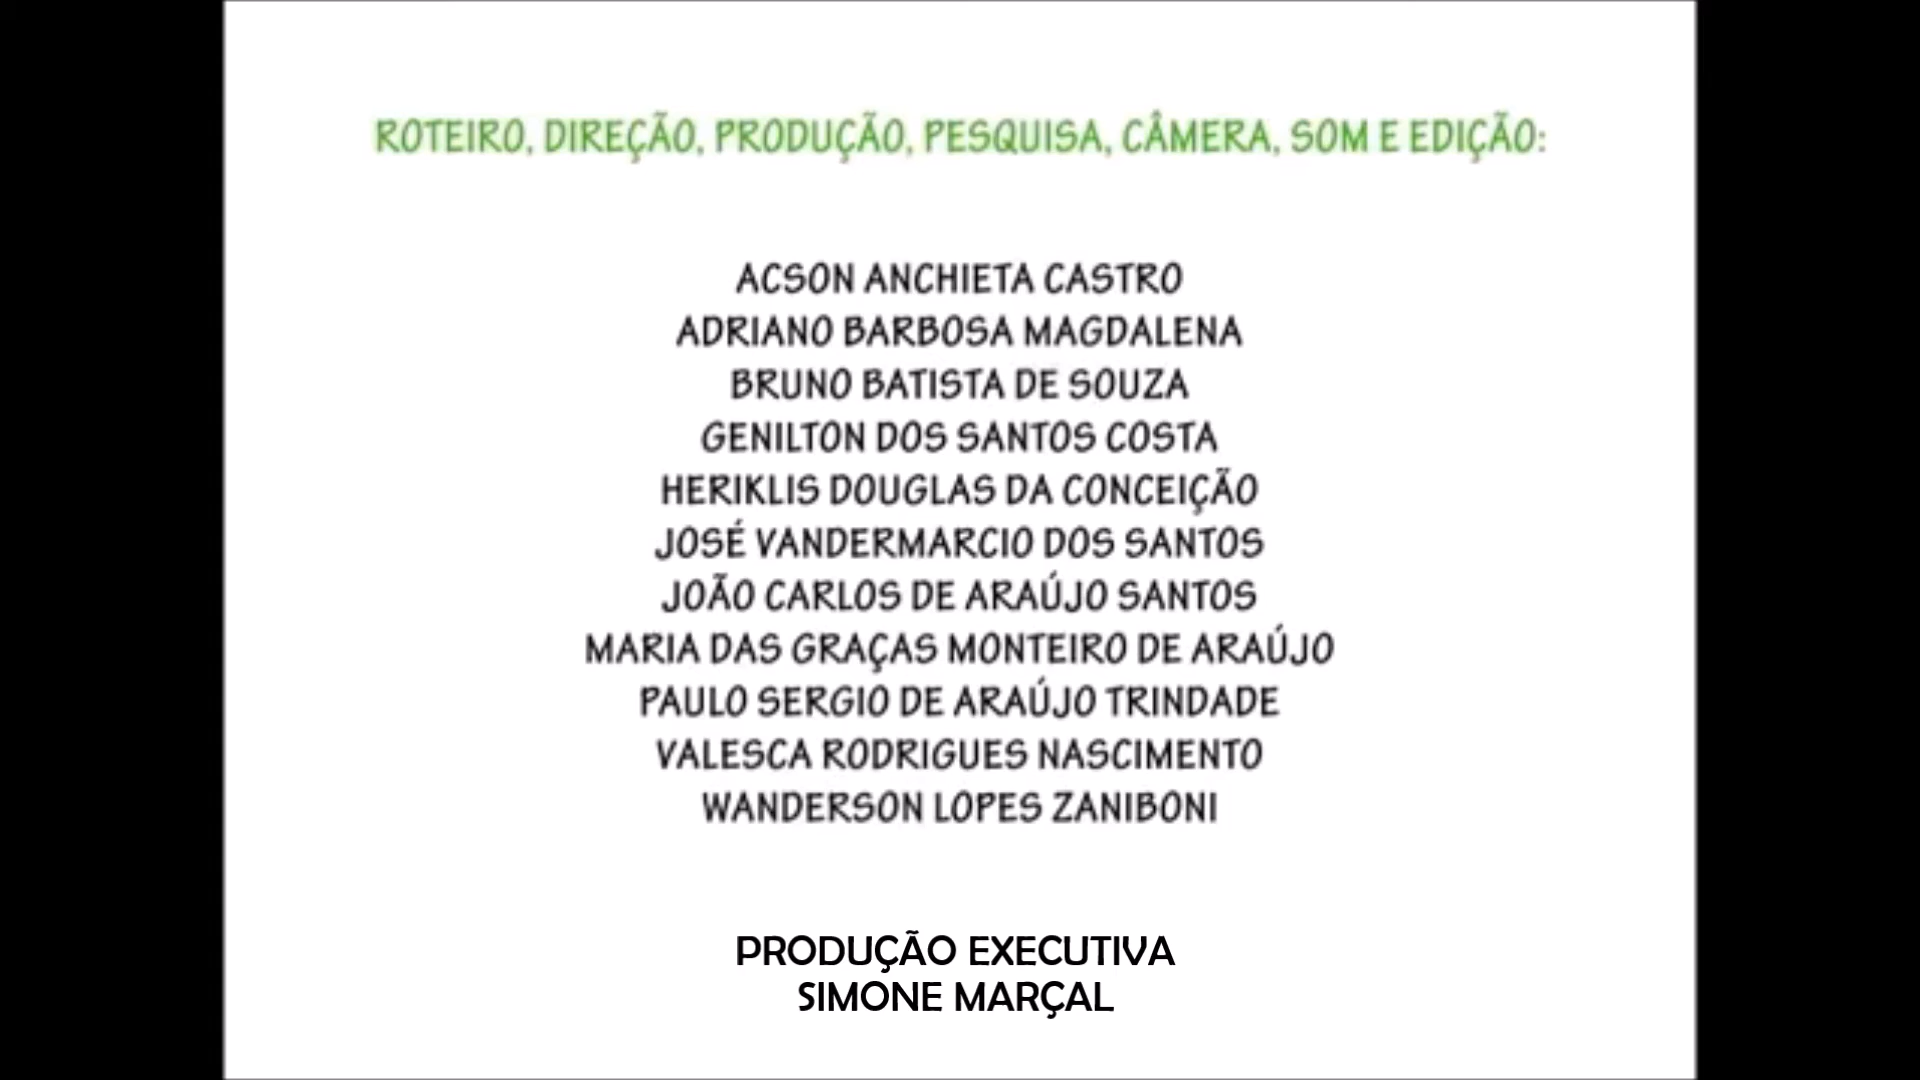 ROTEIRO, DIREÇÃO, PRODUÇÃO, PESQUISA, CÂMERA, SOM E EDIÇÃO:
ACSON ANCHIETA CASTRO
ADRIANO BARBOSA MAGDALENA
BRUNO BATISTA DE SOUZA
GENILTON DOS SANTOS COSTA
HERIKLIS DOUGLAS DA CONCEIÇÃO
JOSÉ VANDERMARCIO DOS SANTOS
JOÃO CARLOS DE ARAÚJO SANTOS
MARIA DAS GRAÇAS MONTEIRO DE ARAÚJO
PAULO SERGIO DE ARAÚJO TRINDADE
VALESCA RODRIGUES NASCIMENTO
WANDERSON LOPES ZANIBONI
PRODUÇÃO EXECUTIVA
SIMONE MARÇAL